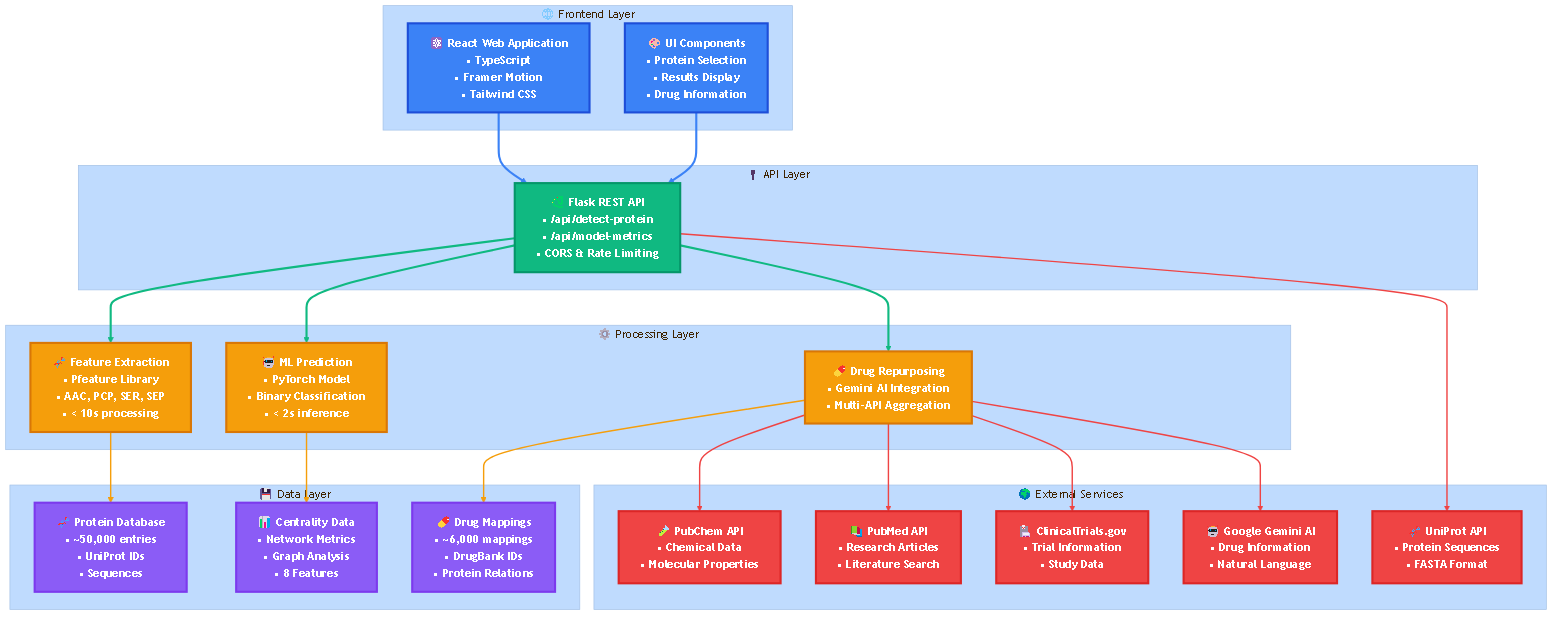 Frontend Layer
React Web Application
• TypeScript
• Framer Motion
• Tailwind CSS
UI Components
• Protein Selection
• Results Display
• Drug Information
API Layer
Flask REST API
• /api/detect-protein
• /api/model-metrics
• CORS & Rate Limiting
Processing Layer
Feature Extraction
• Pfeature Library
• AAC, PCP, SER, SEP
• < 10s processing
ML Prediction
• PyTorch Model
• Binary Classification
• < 2s inference
Drug Repurposing
• Gemini AI Integration
• Multi-API Aggregation
Data Layer
Protein Database
• ~50,000 entries
• UniProt IDs
• Sequences
Centrality Data
• Network Metrics
• Graph Analysis
• 8 Features
Drug Mappings
• ~6,000 mappings
• DrugBank IDs
• Protein Relations
External Services
PubChem API
• Chemical Data
• Molecular Properties
PubMed API
• Research Articles
• Literature Search
ClinicalTrials.gov
• Trial Information
• Study Data
Google Gemini AI
• Drug Information
• Natural Language
UniProt API
• Protein Sequences
• FASTA Format